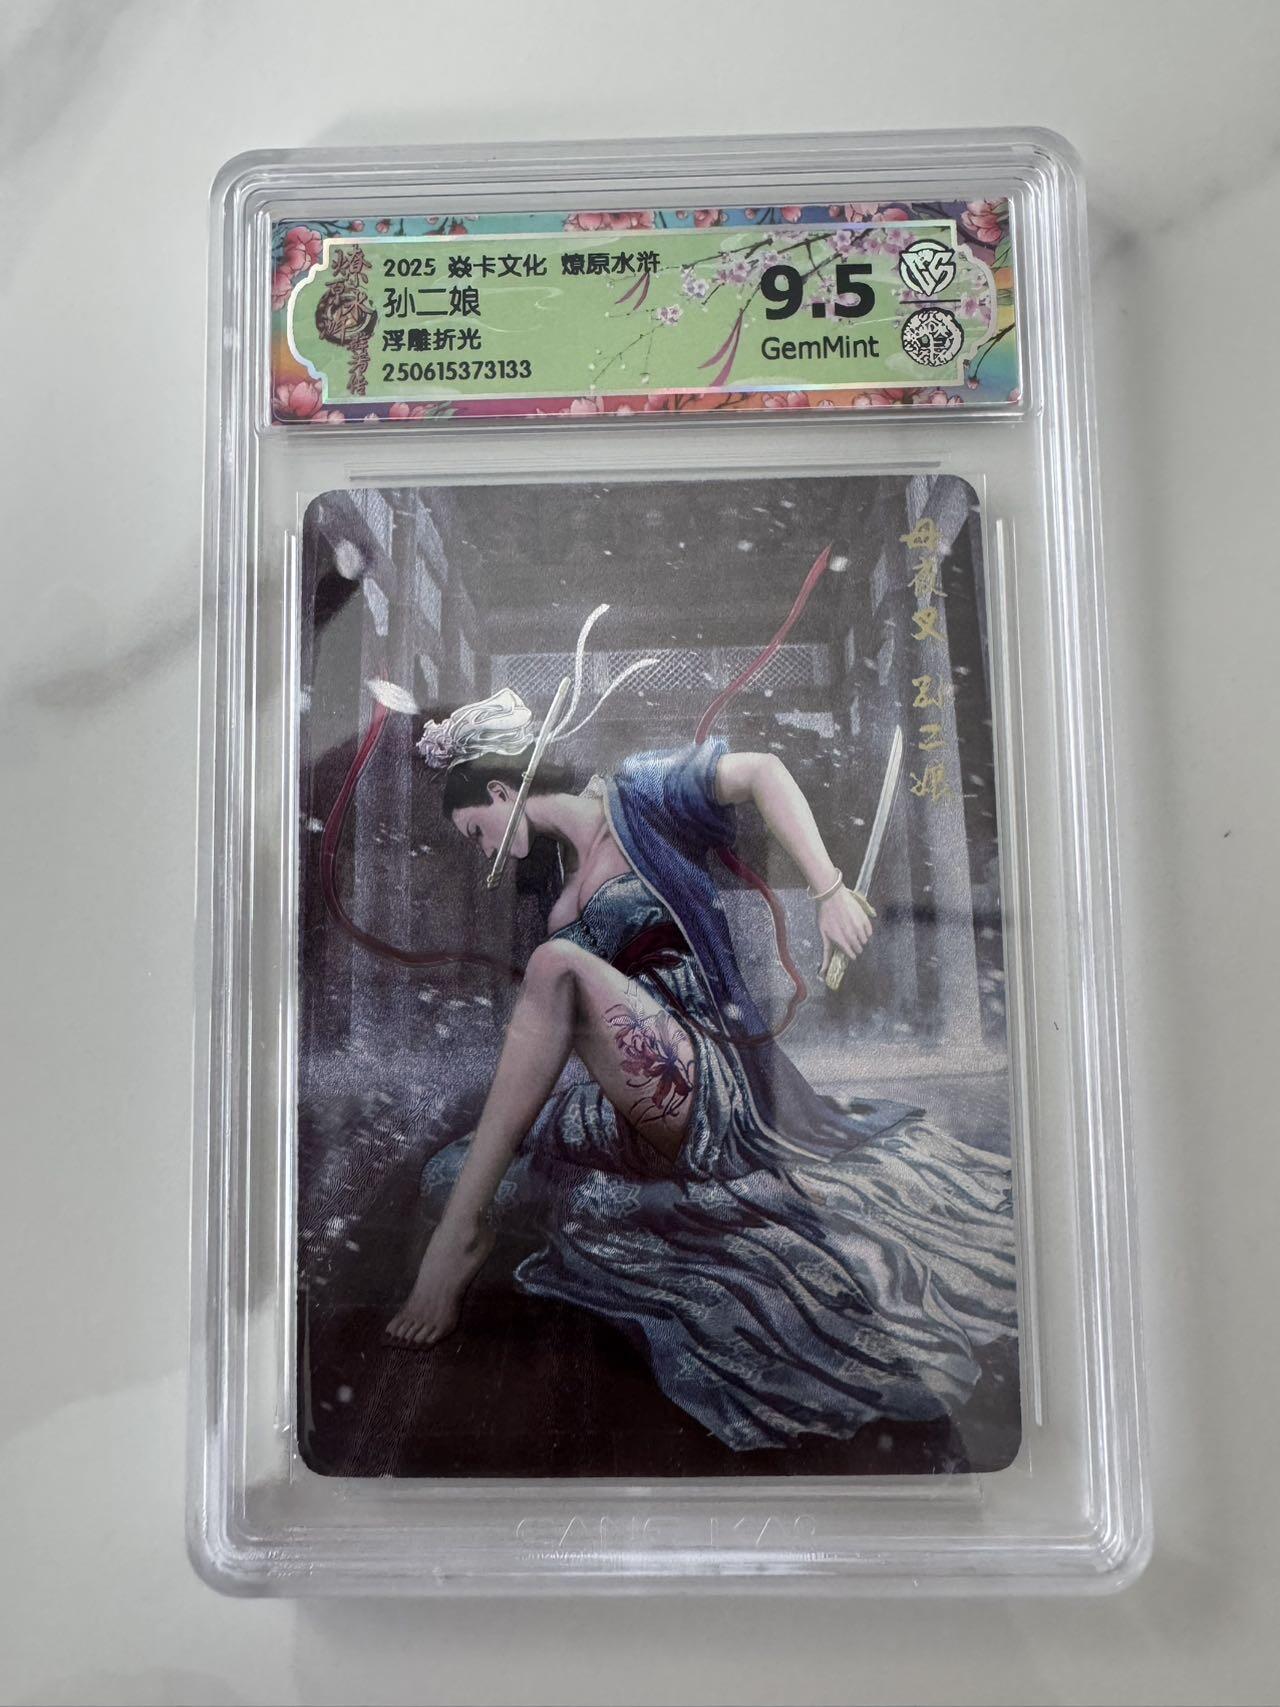 2025 焱卡文化 燎原水浒
孙二娘
浮雕折光
250615373133
9.5
GemMint
母夜叉 孙二娘